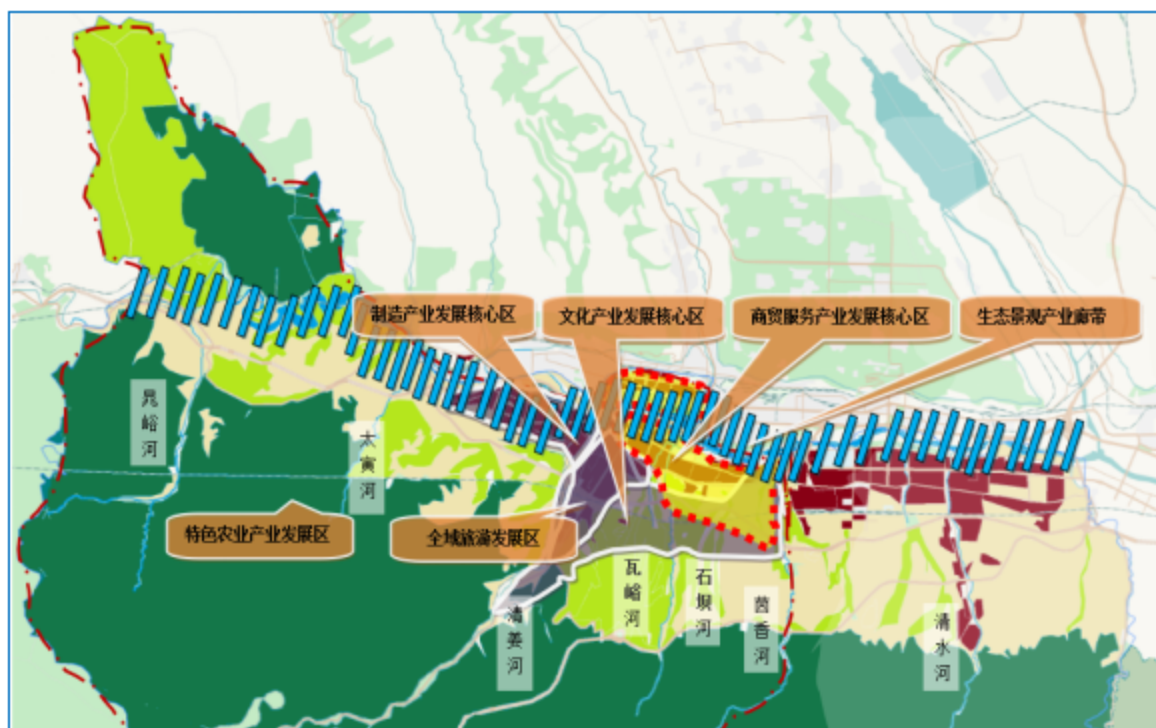 制造产业发展核心区
文化产业发展核心区
商贸服务产业发展核心区
生态景观产业廊带
晁峪河
太寅河
特色农业产业发展区
全域旅游发展区
瓦峪河
石坝河
茵香河
清姜河
清水河